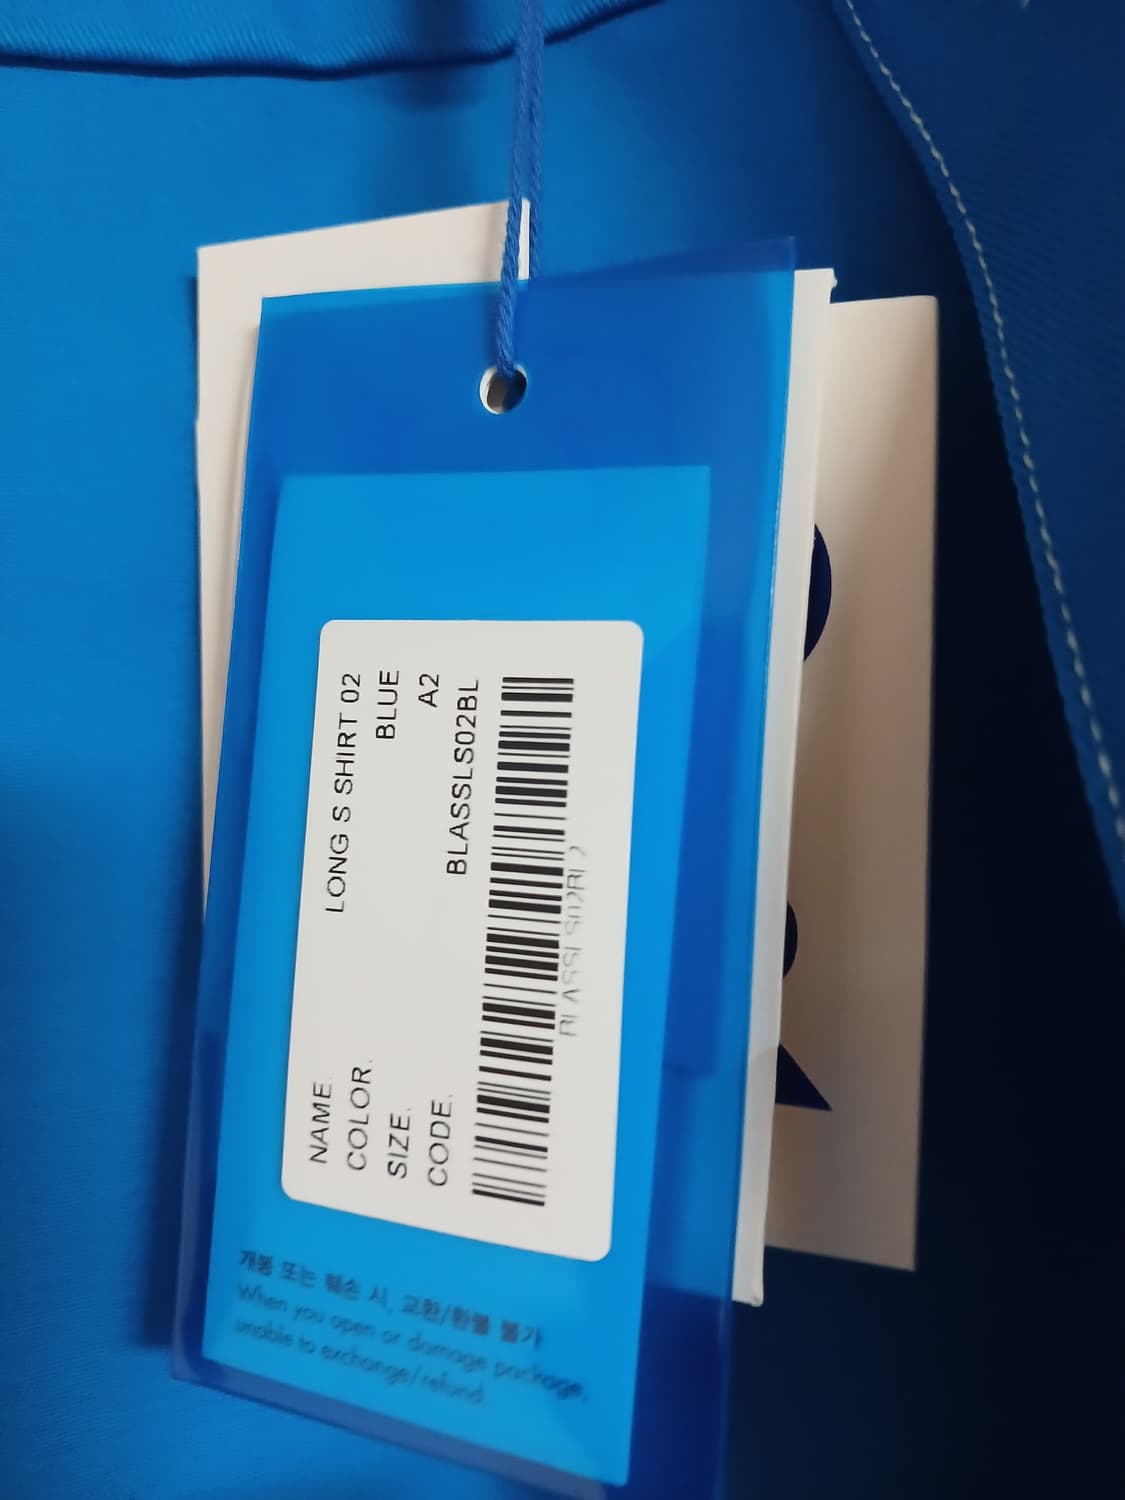 NAME. LONG S SHIRT 02
COLOR. BLUE
SIZE. A2
CODE. BLASSLS02BL
BLASSLS02BL2
개봉 또는 훼손 시, 교환/환불 불가
When you open or damage package,
unable to exchange/refund.